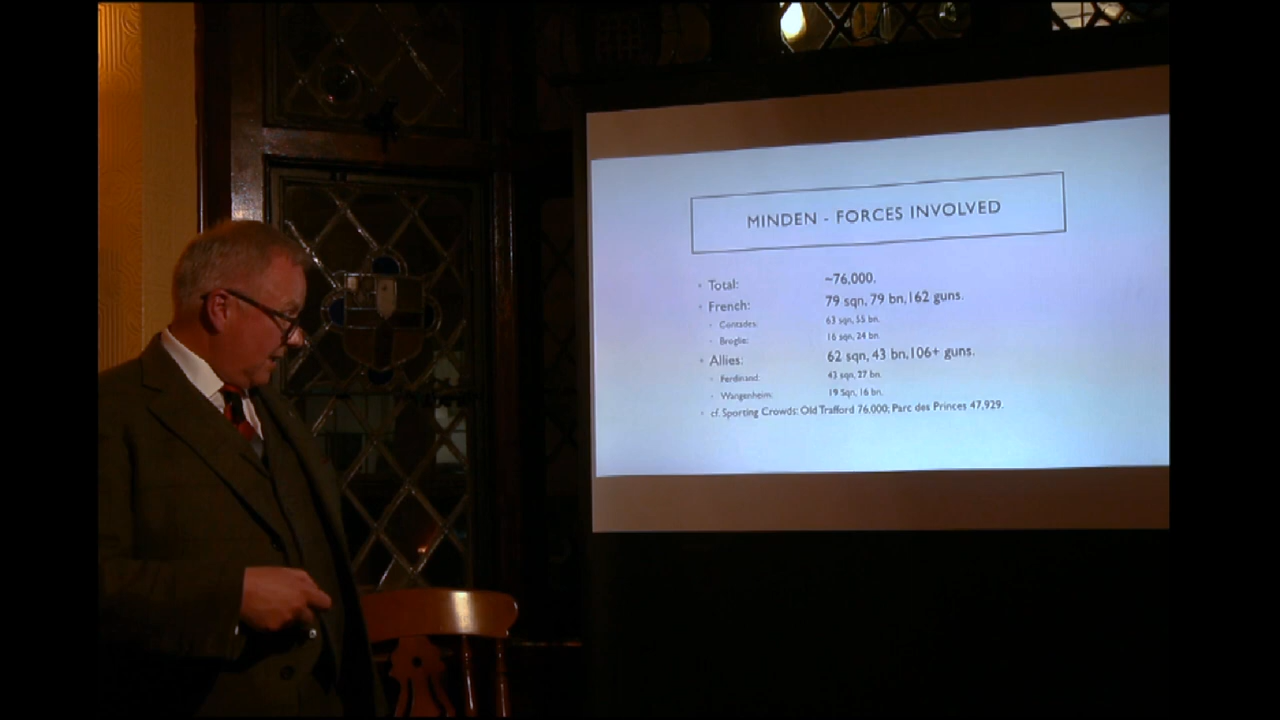 MINDEN - FORCES INVOLVED
• Total: ~76,000.
• French: 79 sqn, 79 bn, 162 guns.
• Contades: 63 sqn, 55 bn.
• Broglie: 16 sqn, 24 bn.
• Allies: 62 sqn, 43 bn, 106+ guns.
• Ferdinand: 43 sqn, 27 bn.
• Wangenheim: 19 Sqn, 16 bn.
• cf. Sporting Crowds: Old Trafford 76,000; Parc des Princes 47,929.